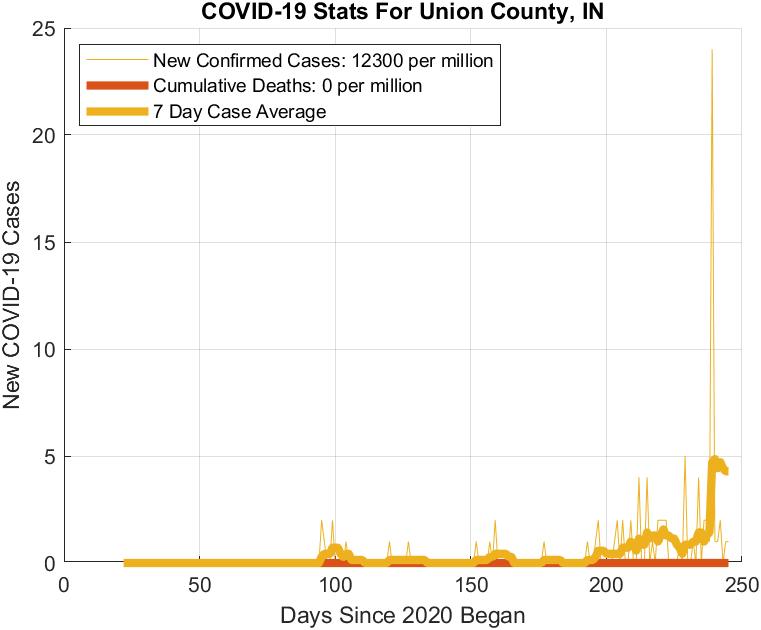 COVID-19 Stats For Union County, IN
25
New Confirmed Cases: 12300 per million
Cumulative Deaths: 0 per million
7 Day Case Average
20
15
10
5
0
New COVID-19 Cases
0 50 100 150 200 250
Days Since 2020 Began